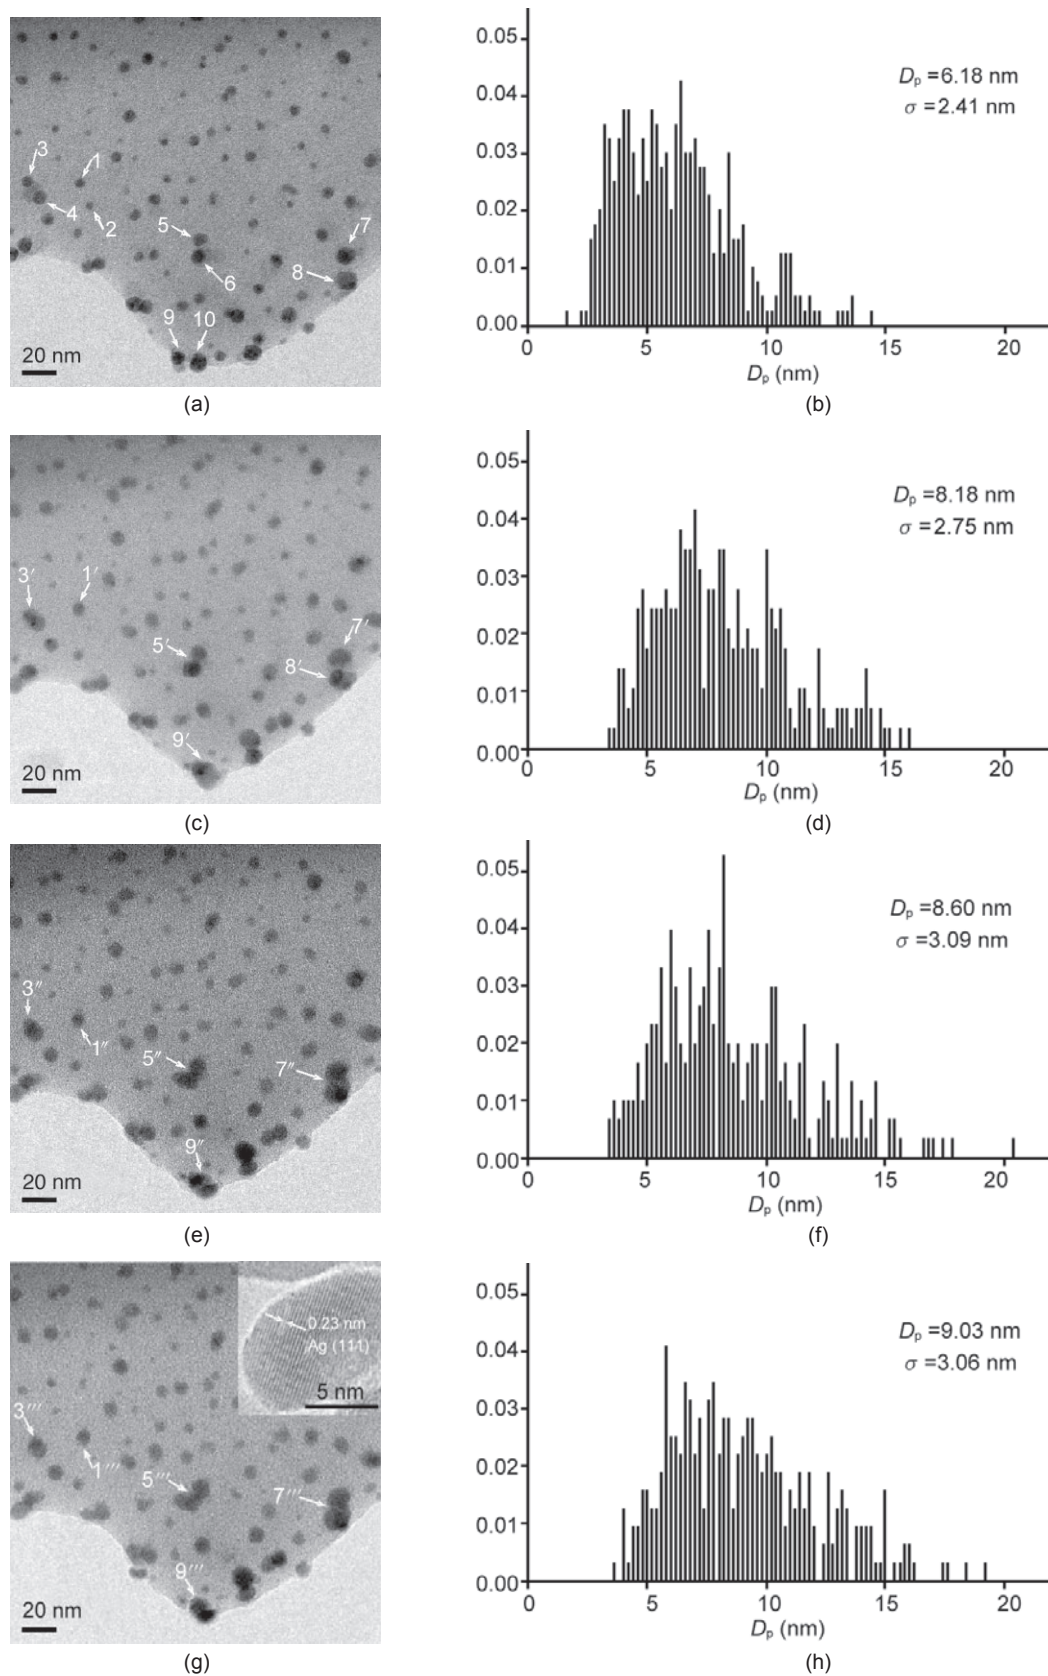 3
1
4
2
5
6
7
8
9
10
20 nm
(a)
0.05
0.04
0.03
0.02
0.01
0.00
0
5
10
15
20
Dp =6.18 nm
σ =2.41 nm
Dp (nm)
(b)
3′
1′
5′
7′
8′
9′
20 nm
(c)
0.05
0.04
0.03
0.02
0.01
0.00
0
5
10
15
20
Dp =8.18 nm
σ =2.75 nm
Dp (nm)
(d)
3″
1″
5″
7″
9″
20 nm
(e)
0.05
0.04
0.03
0.02
0.01
0.00
0
5
10
15
20
Dp =8.60 nm
σ =3.09 nm
Dp (nm)
(f)
0.23 nm
Ag (111)
5 nm
3‴
1‴
5‴
7‴
9‴
20 nm
(g)
0.05
0.04
0.03
0.02
0.01
0.00
0
5
10
15
20
Dp =9.03 nm
σ =3.06 nm
Dp (nm)
(h)